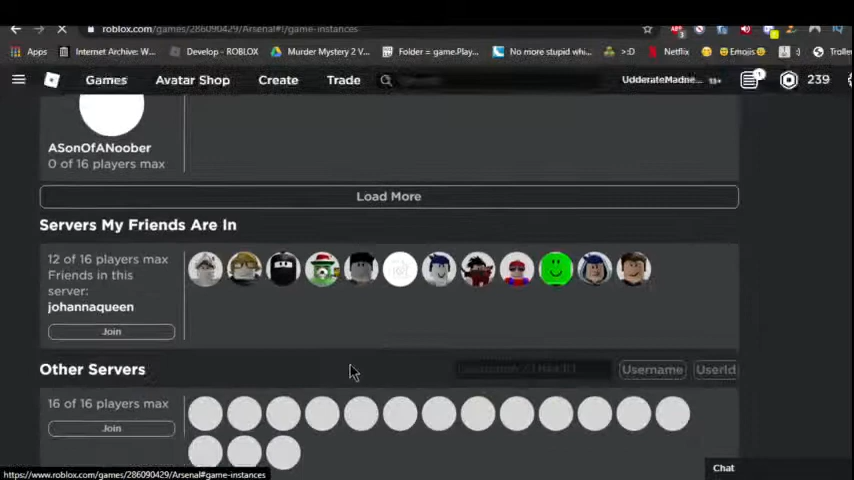 roblox.com/games/286090429/Arsenal#!/game-instances
Apps Internet Archive: W... Develop - ROBLOX Murder Mystery 2 V... Folder = game.Play... No more stupid whi... >:D Netflix 😊Emojis😊 :) Trolle
Games Avatar Shop Create Trade UdderateMadne... 13+ 1 239
ASonOfANoober
0 of 16 players max
Load More
Servers My Friends Are In
12 of 16 players max
Friends in this
server:
johannaqueen
Join
Other Servers Username UserId
16 of 16 players max
Join
Chat
https://www.roblox.com/games/286090429/Arsenal#game-instances